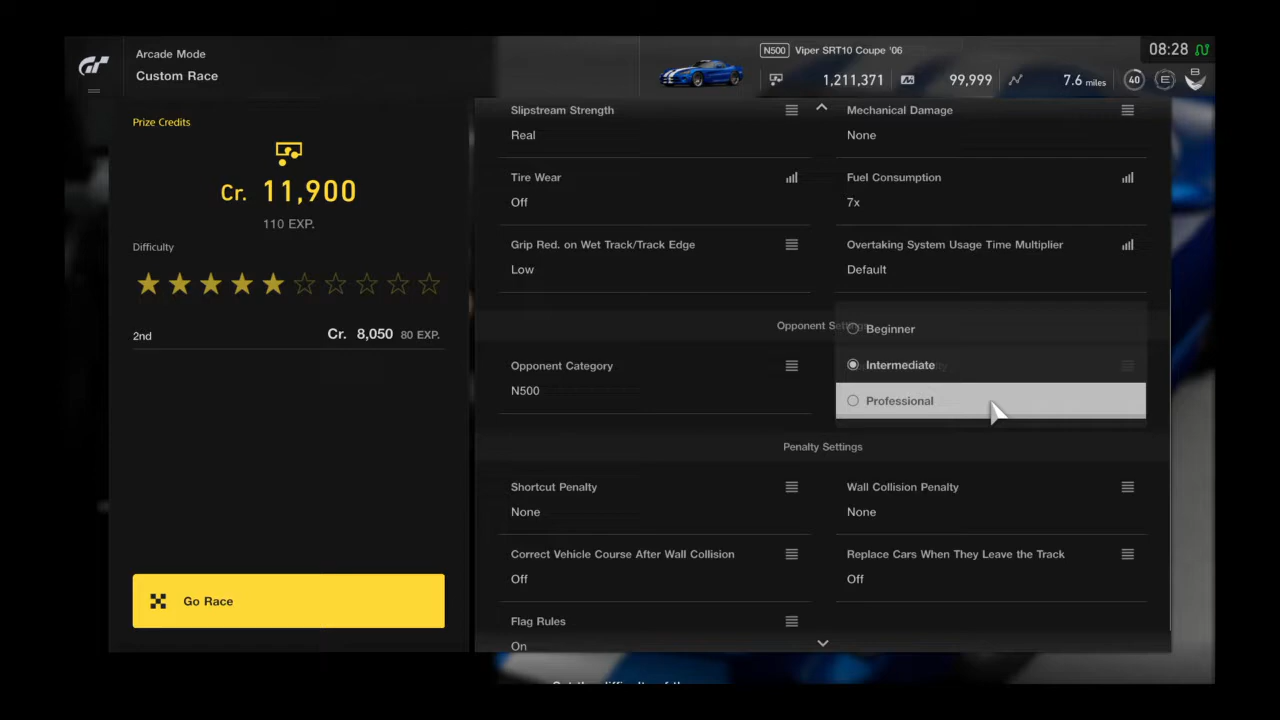 Arcade Mode
Custom Race
N500 Viper SRT10 Coupe '06
1,211,371 99,999 7.6 miles 40 E B
08:28
Prize Credits
Cr. 11,900
110 EXP.
Difficulty
2nd Cr. 8,050 80 EXP.
Go Race
Slipstream Strength
Real
Mechanical Damage
None
Tire Wear
Off
Fuel Consumption
7x
Grip Red. on Wet Track/Track Edge
Low
Overtaking System Usage Time Multiplier
Default
Opponent Settings
Opponent Category
N500
Beginner
Intermediate
Professional
Penalty Settings
Shortcut Penalty
None
Wall Collision Penalty
None
Correct Vehicle Course After Wall Collision
Off
Replace Cars When They Leave the Track
Off
Flag Rules
On